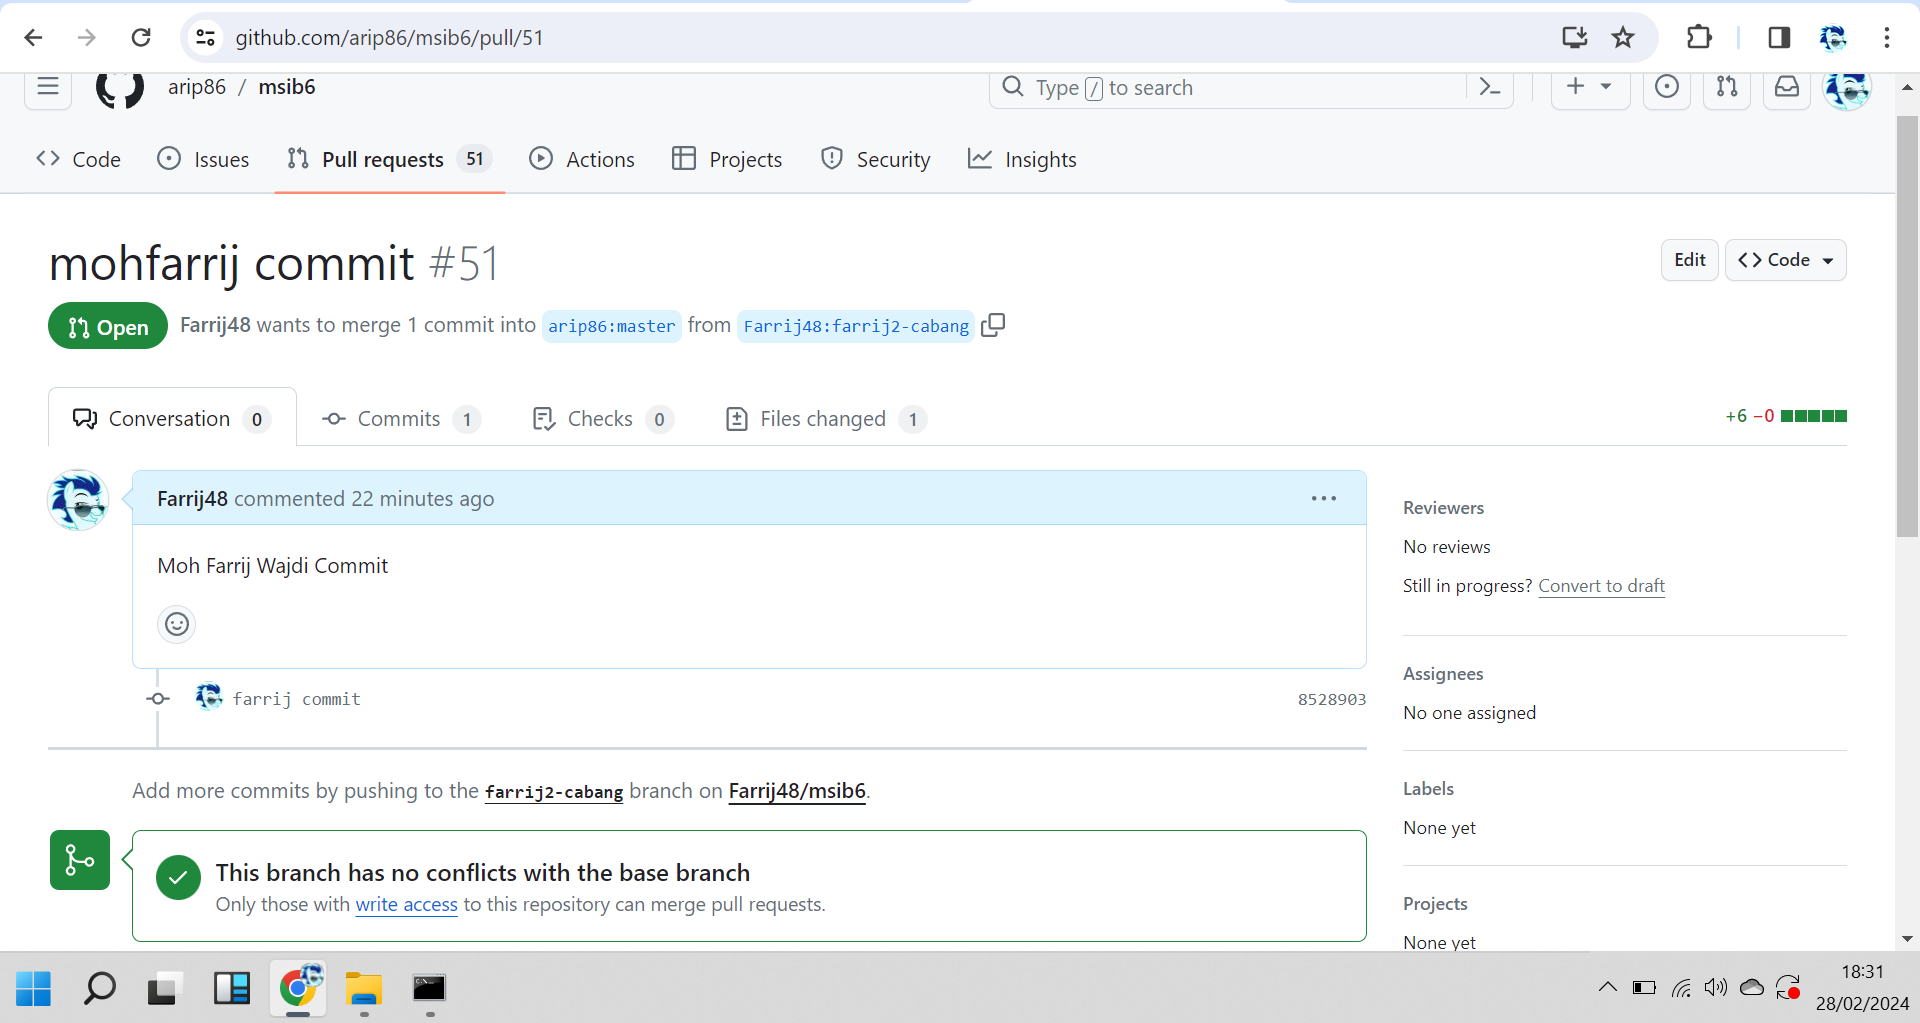 github.com/arip86/msib6/pull/51
arip86 / msib6
Type / to search
Code
Issues
Pull requests 51
Actions
Projects
Security
Insights
mohfarrij commit #51
Edit
Code
Open
Farrij48 wants to merge 1 commit into arip86:master from Farrij48:farrij2-cabang
Conversation 0
Commits 1
Checks 0
Files changed 1
+6 −0
Farrij48 commented 22 minutes ago
Moh Farrij Wajdi Commit
farrij commit
8528903
Add more commits by pushing to the farrij2-cabang branch on Farrij48/msib6.
This branch has no conflicts with the base branch
Only those with write access to this repository can merge pull requests.
Reviewers
No reviews
Still in progress? Convert to draft
Assignees
No one assigned
Labels
None yet
Projects
None yet
18:31
28/02/2024